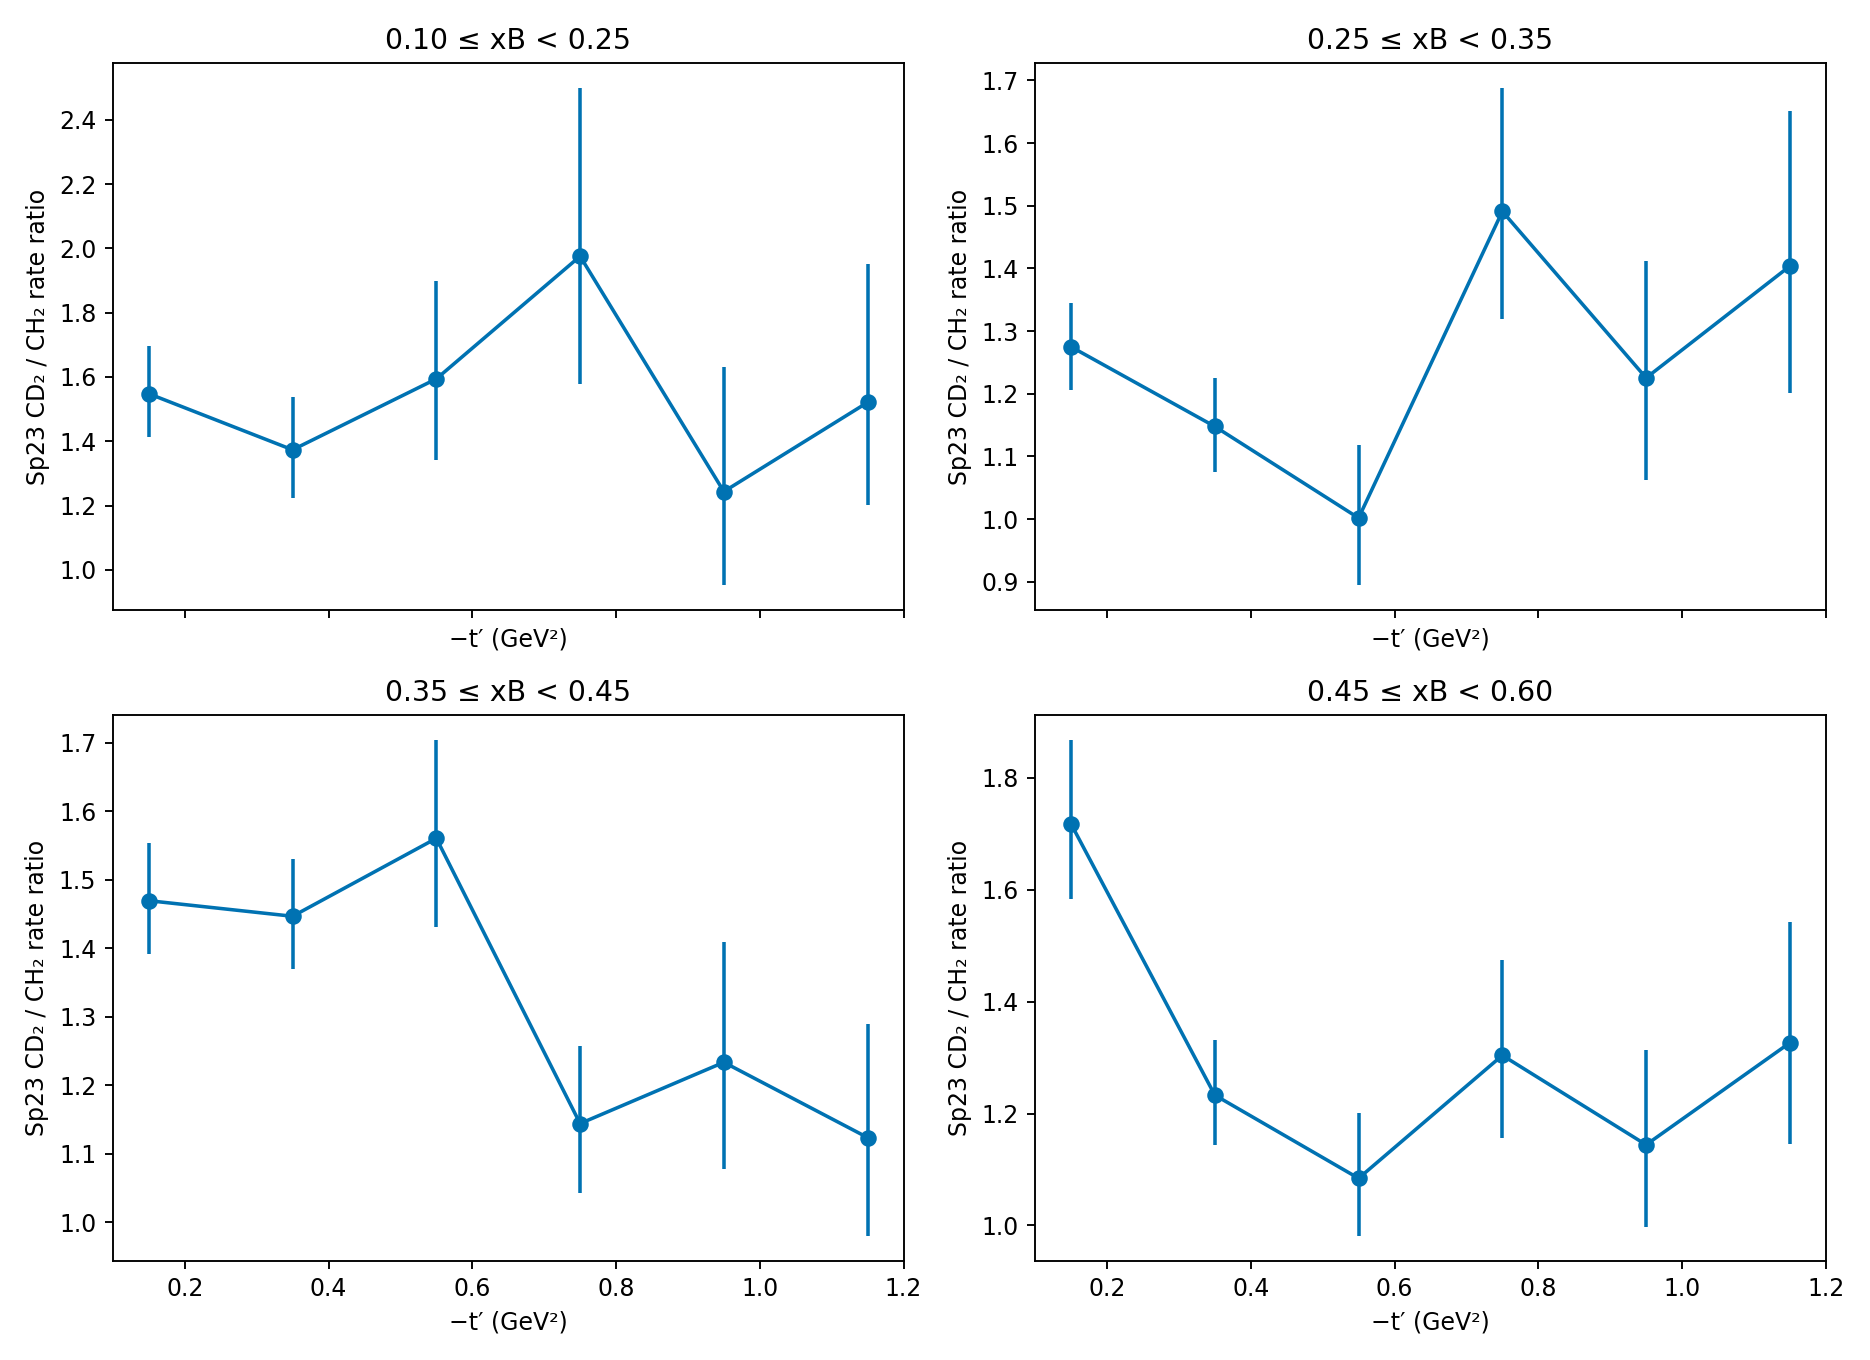 0.10 ≤ xB < 0.25
Sp23 CD₂ / CH₂ rate ratio
2.4
2.2
2.0
1.8
1.6
1.4
1.2
1.0
−t′ (GeV²)
0.25 ≤ xB < 0.35
Sp23 CD₂ / CH₂ rate ratio
1.7
1.6
1.5
1.4
1.3
1.2
1.1
1.0
0.9
−t′ (GeV²)
0.35 ≤ xB < 0.45
Sp23 CD₂ / CH₂ rate ratio
1.7
1.6
1.5
1.4
1.3
1.2
1.1
1.0
0.2 0.4 0.6 0.8 1.0 1.2
−t′ (GeV²)
0.45 ≤ xB < 0.60
Sp23 CD₂ / CH₂ rate ratio
1.8
1.6
1.4
1.2
1.0
0.2 0.4 0.6 0.8 1.0 1.2
−t′ (GeV²)